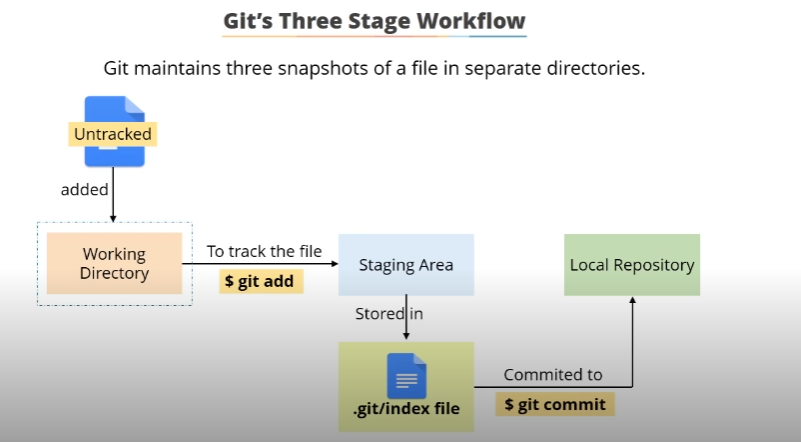 Git's Three Stage Workflow
Git maintains three snapshots of a file in separate directories.
Untracked
added
Working
Directory
To track the file
$ git add
Staging Area
Stored in
.git/index file
Commited to
$ git commit
Local Repository